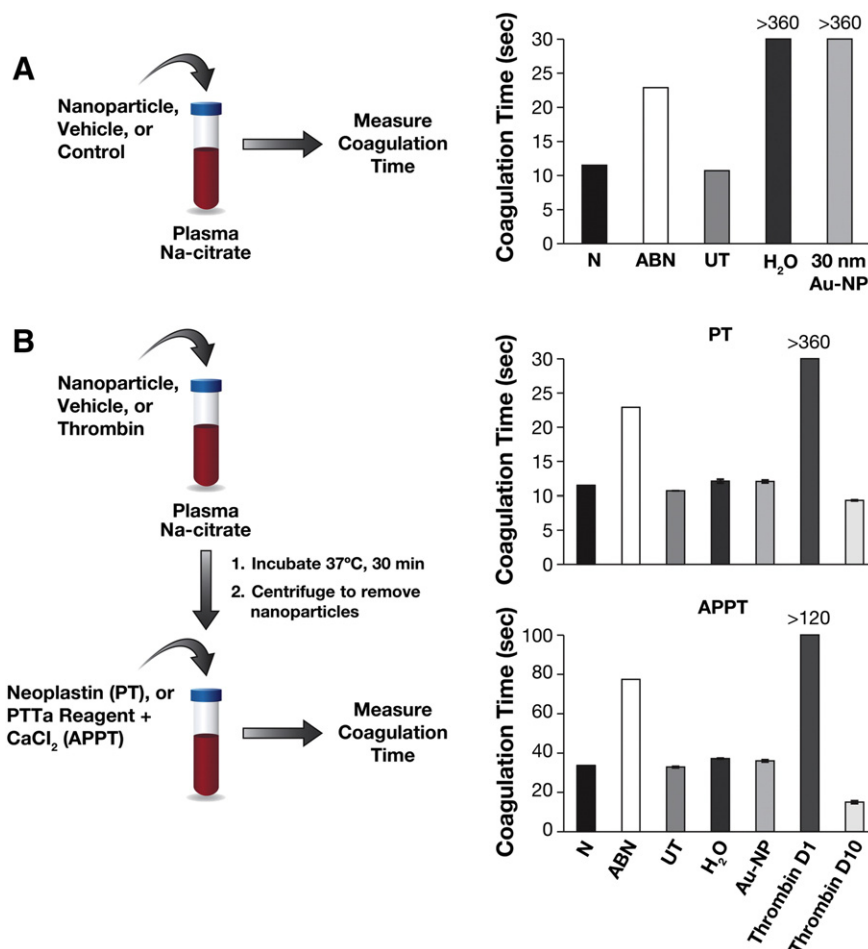 A
Nanoparticle,
Vehicle, or
Control
Plasma
Na-citrate
Measure
Coagulation
Time
Coagulation Time (sec)
30
25
20
15
10
5
0
>360
>360
N
ABN
UT
H₂O
30 nm
Au-NP
B
Nanoparticle,
Vehicle, or
Thrombin
Plasma
Na-citrate
1. Incubate 37ºC, 30 min
2. Centrifuge to remove
nanoparticles
Neoplastin (PT), or
PTTa Reagent +
CaCl₂ (APPT)
Measure
Coagulation
Time
PT
Coagulation Time (sec)
30
25
20
15
10
5
0
>360
APPT
Coagulation Time (sec)
100
80
60
40
20
0
>120
N
ABN
UT
H₂O
Au-NP
Thrombin D1
Thrombin D10